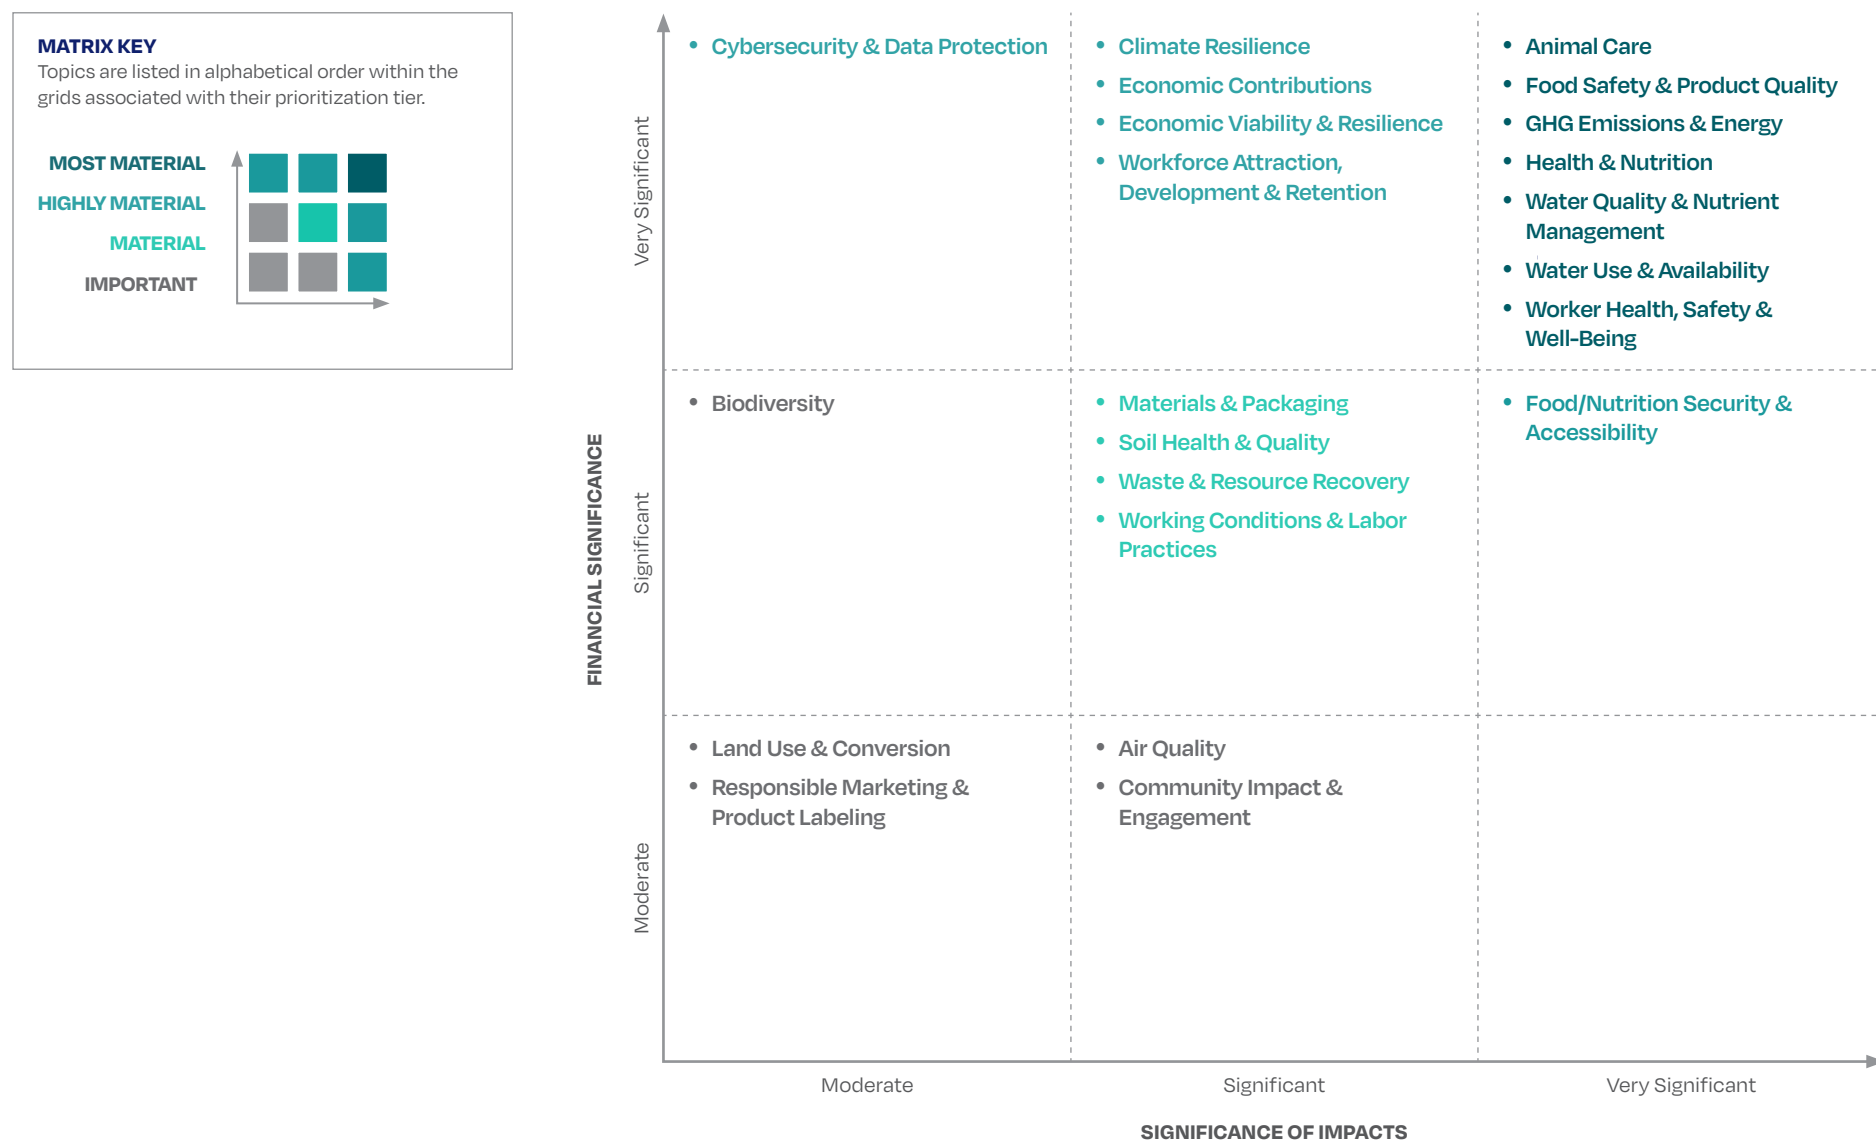 MATRIX KEY
Topics are listed in alphabetical order within the
grids associated with their prioritization tier.
MOST MATERIAL
HIGHLY MATERIAL
MATERIAL
IMPORTANT
FINANCIAL SIGNIFICANCE
Very Significant
• Cybersecurity & Data Protection
• Climate Resilience
• Economic Contributions
• Economic Viability & Resilience
• Workforce Attraction,
Development & Retention
• Animal Care
• Food Safety & Product Quality
• GHG Emissions & Energy
• Health & Nutrition
• Water Quality & Nutrient
Management
• Water Use & Availability
• Worker Health, Safety &
Well-Being
Significant
• Biodiversity
• Materials & Packaging
• Soil Health & Quality
• Waste & Resource Recovery
• Working Conditions & Labor
Practices
• Food/Nutrition Security &
Accessibility
Moderate
• Land Use & Conversion
• Responsible Marketing &
Product Labeling
• Air Quality
• Community Impact &
Engagement
Moderate
Significant
Very Significant
SIGNIFICANCE OF IMPACTS